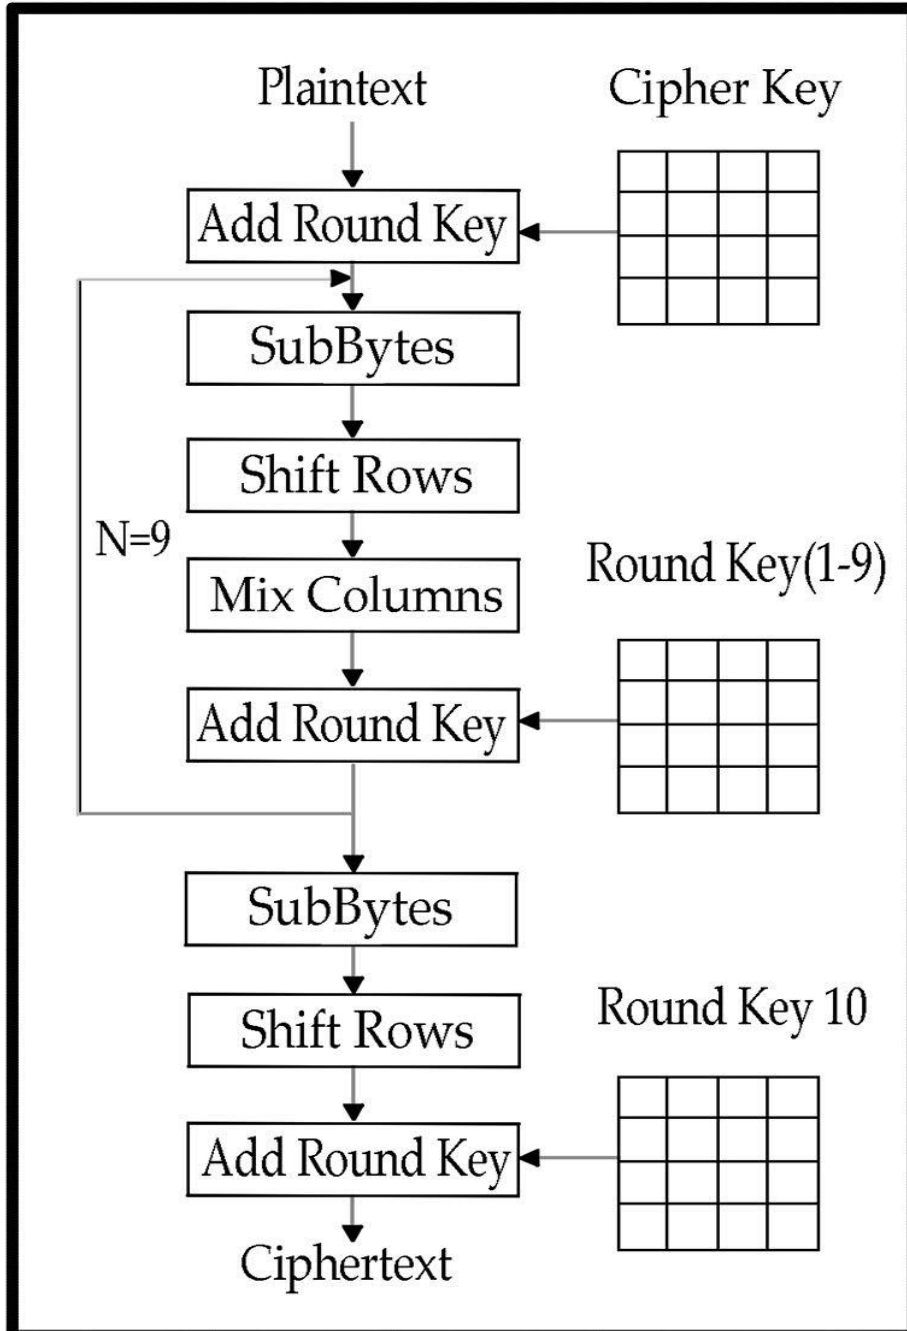 Plaintext
Cipher Key
Add Round Key
SubBytes
Shift Rows
N=9
Mix Columns
Round Key(1-9)
Add Round Key
SubBytes
Shift Rows
Round Key 10
Add Round Key
Ciphertext